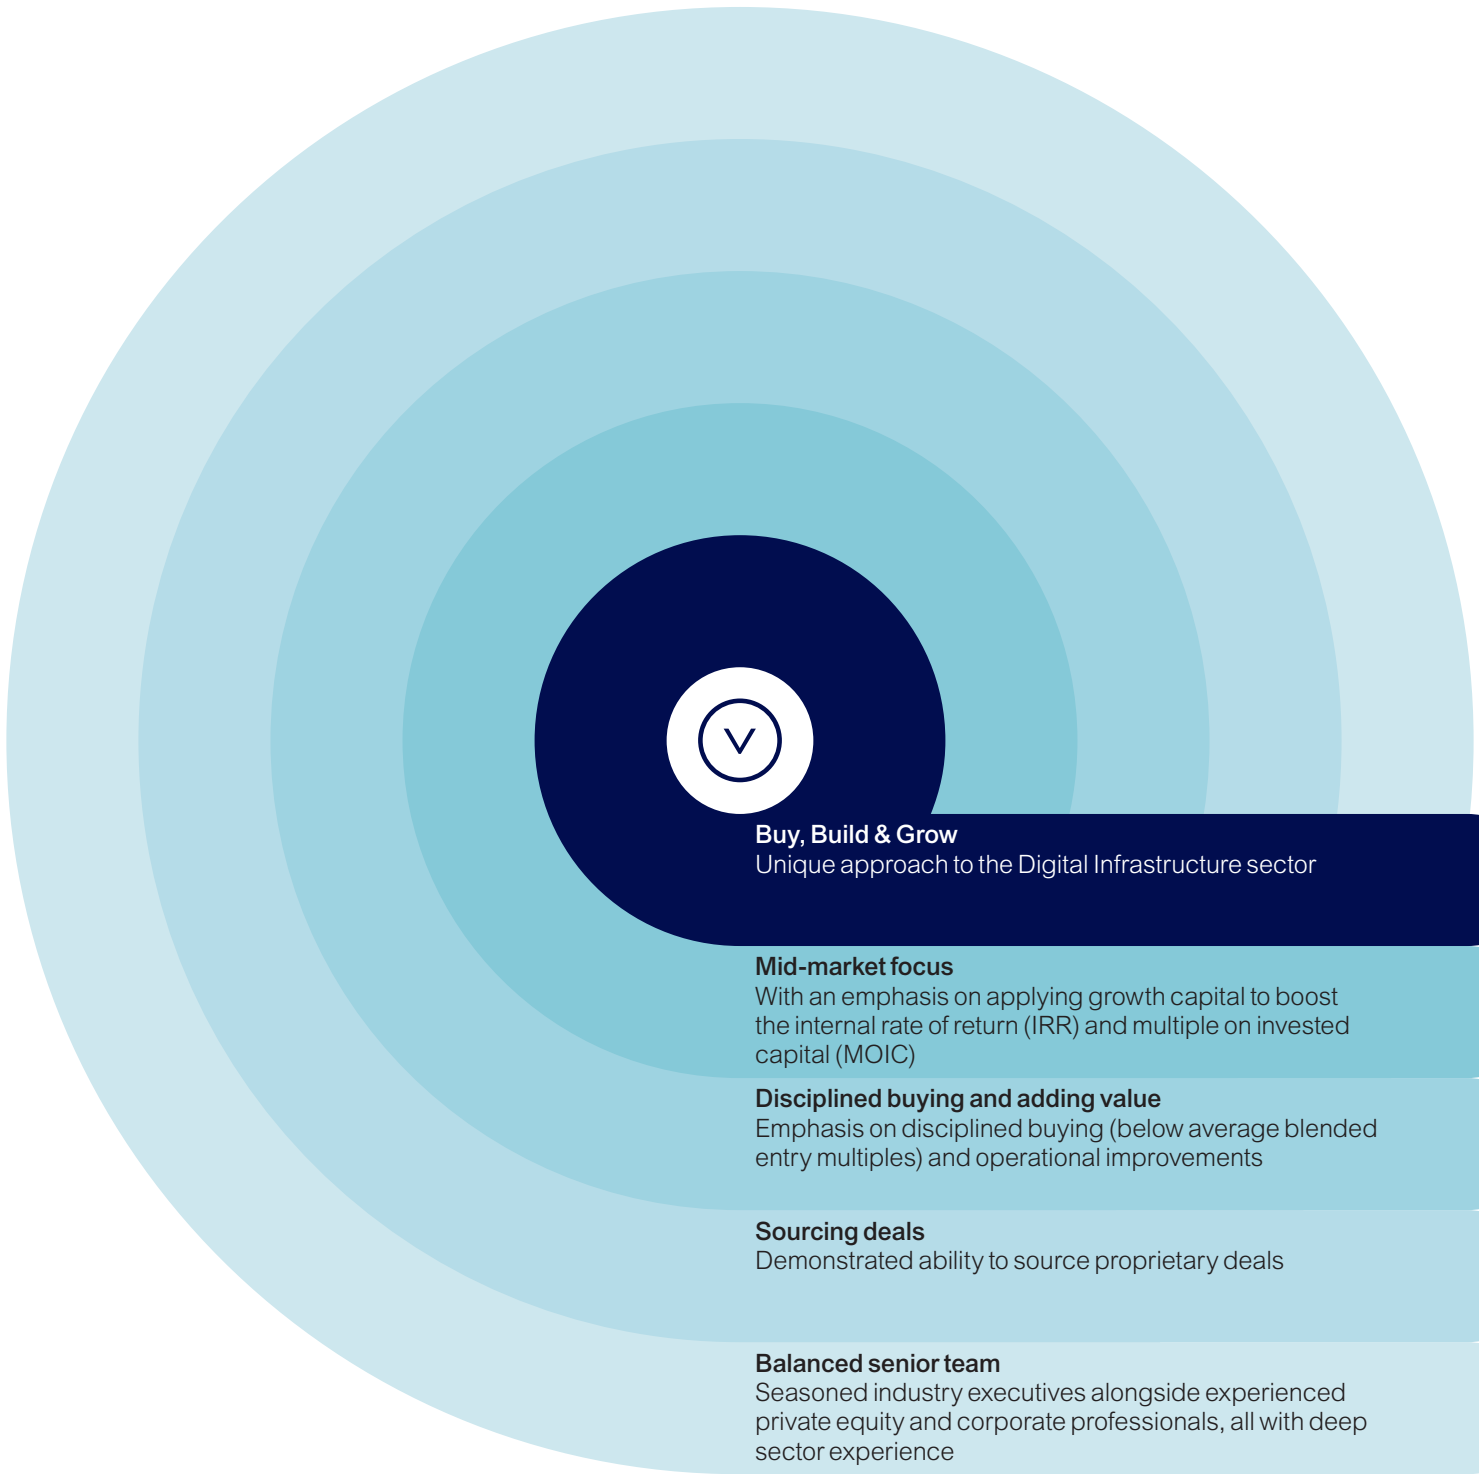 V
Buy, Build & Grow
Unique approach to the Digital Infrastructure sector
Mid-market focus
With an emphasis on applying growth capital to boost
the internal rate of return (IRR) and multiple on invested
capital (MOIC)
Disciplined buying and adding value
Emphasis on disciplined buying (below average blended
entry multiples) and operational improvements
Sourcing deals
Demonstrated ability to source proprietary deals
Balanced senior team
Seasoned industry executives alongside experienced
private equity and corporate professionals, all with deep
sector experience